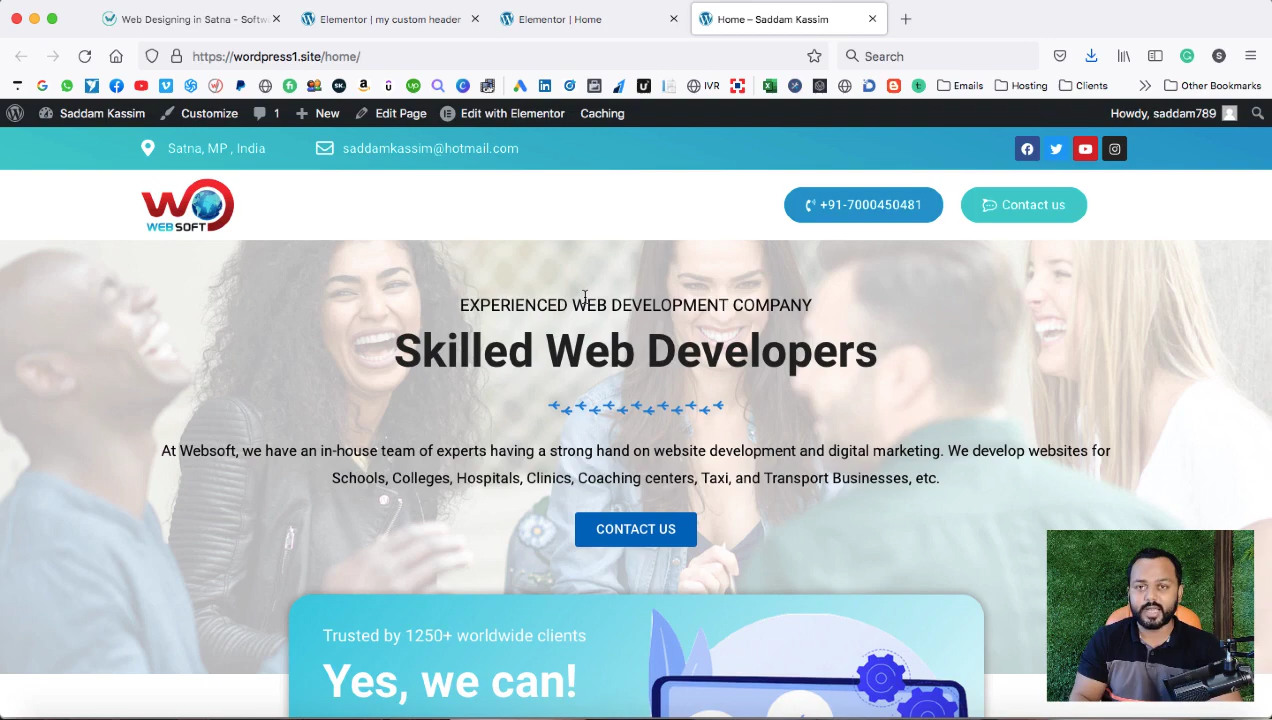 Web Designing in Satna - Softw
Elementor | my custom header
Elementor | Home
Home – Saddam Kassim
https://wordpress1.site/home/
Search
IVR
Emails
Hosting
Clients
Other Bookmarks
Saddam Kassim
Customize
1
New
Edit Page
Edit with Elementor
Caching
Howdy, saddam789
Satna, MP , India
saddamkassim@hotmail.com
WEBSOFT
+91-7000450481
Contact us
EXPERIENCED WEB DEVELOPMENT COMPANY
Skilled Web Developers
At Websoft, we have an in-house team of experts having a strong hand on website development and digital marketing. We develop websites for
Schools, Colleges, Hospitals, Clinics, Coaching centers, Taxi, and Transport Businesses, etc.
CONTACT US
Trusted by 1250+ worldwide clients
Yes, we can!